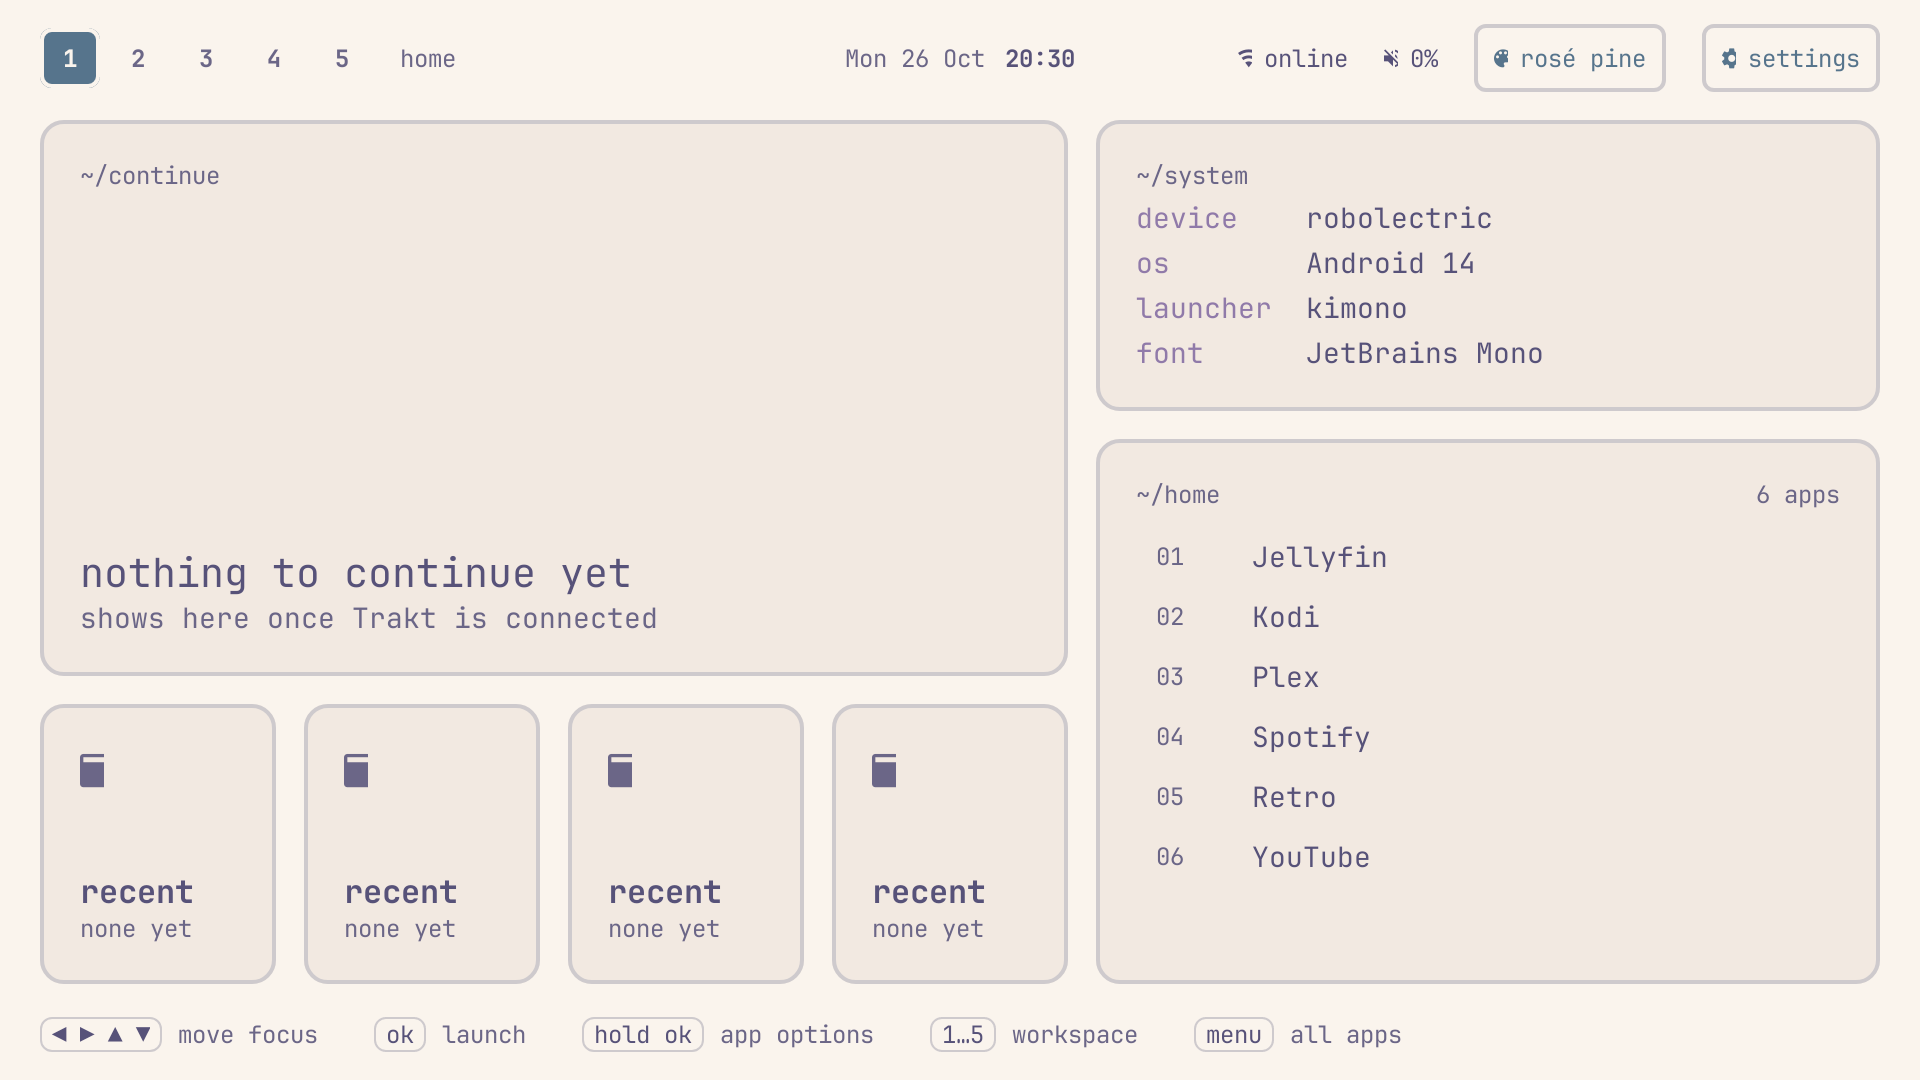 1 2 3 4 5 home
Mon 26 Oct 20:30
online 0% rosé pine settings
~/continue
nothing to continue yet
shows here once Trakt is connected
~/system
device robolectric
os Android 14
launcher kimono
font JetBrains Mono
~/home 6 apps
01 Jellyfin
02 Kodi
03 Plex
04 Spotify
05 Retro
06 YouTube
recent
none yet
recent
none yet
recent
none yet
recent
none yet
◀ ▶ ▲ ▼ move focus ok launch hold ok app options 1…5 workspace menu all apps